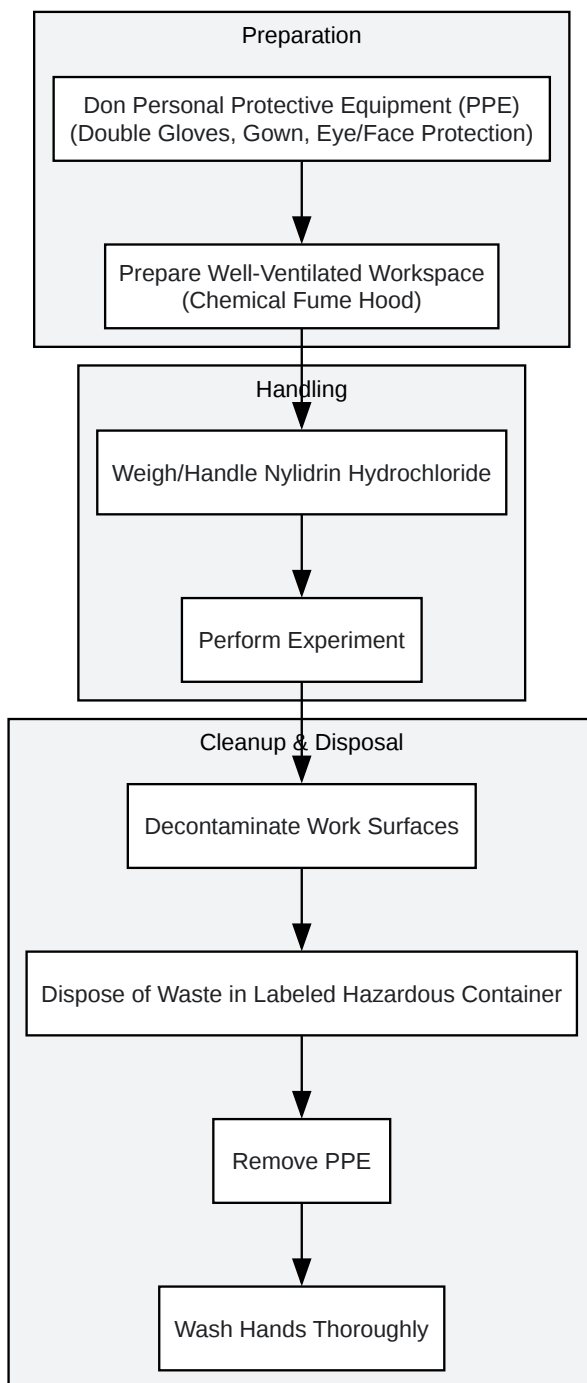 Preparation
Don Personal Protective Equipment (PPE)
(Double Gloves, Gown, Eye/Face Protection)
Prepare Well-Ventilated Workspace
(Chemical Fume Hood)
Handling
Weigh/Handle Nylidrin Hydrochloride
Perform Experiment
Cleanup & Disposal
Decontaminate Work Surfaces
Dispose of Waste in Labeled Hazardous Container
Remove PPE
Wash Hands Thoroughly